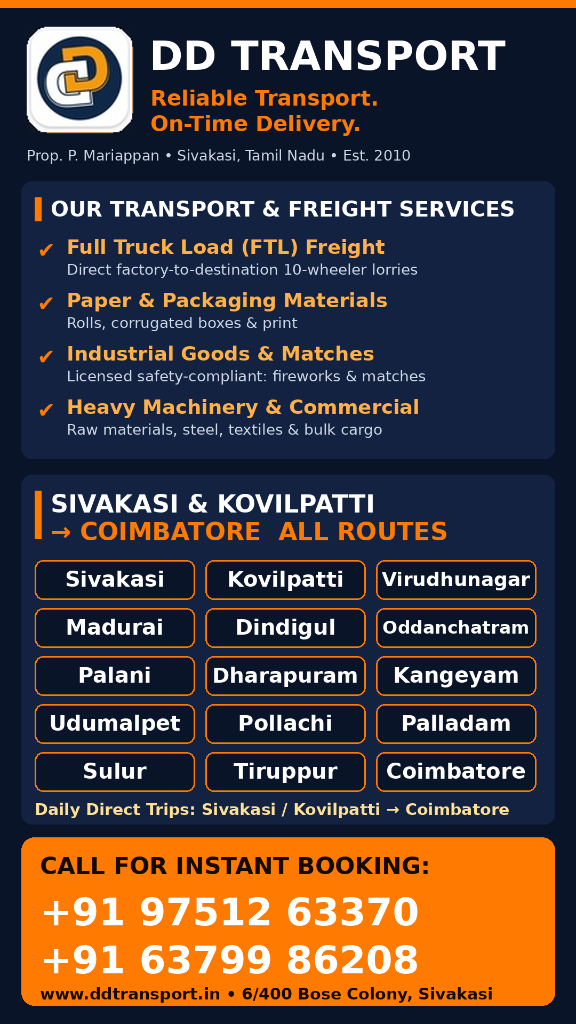 DD TRANSPORT
Reliable Transport.
On-Time Delivery.
Prop. P. Mariappan • Sivakasi, Tamil Nadu • Est. 2010
OUR TRANSPORT & FREIGHT SERVICES
✔ Full Truck Load (FTL) Freight
Direct factory-to-destination 10-wheeler lorries
✔ Paper & Packaging Materials
Rolls, corrugated boxes & print
✔ Industrial Goods & Matches
Licensed safety-compliant: fireworks & matches
✔ Heavy Machinery & Commercial
Raw materials, steel, textiles & bulk cargo
SIVAKASI & KOVILPATTI
→ COIMBATORE ALL ROUTES
Sivakasi Kovilpatti Virudhunagar
Madurai Dindigul Oddanchatram
Palani Dharapuram Kangeyam
Udumalpet Pollachi Palladam
Sulur Tiruppur Coimbatore
Daily Direct Trips: Sivakasi / Kovilpatti → Coimbatore
CALL FOR INSTANT BOOKING:
+91 97512 63370
+91 63799 86208
www.ddtransport.in • 6/400 Bose Colony, Sivakasi